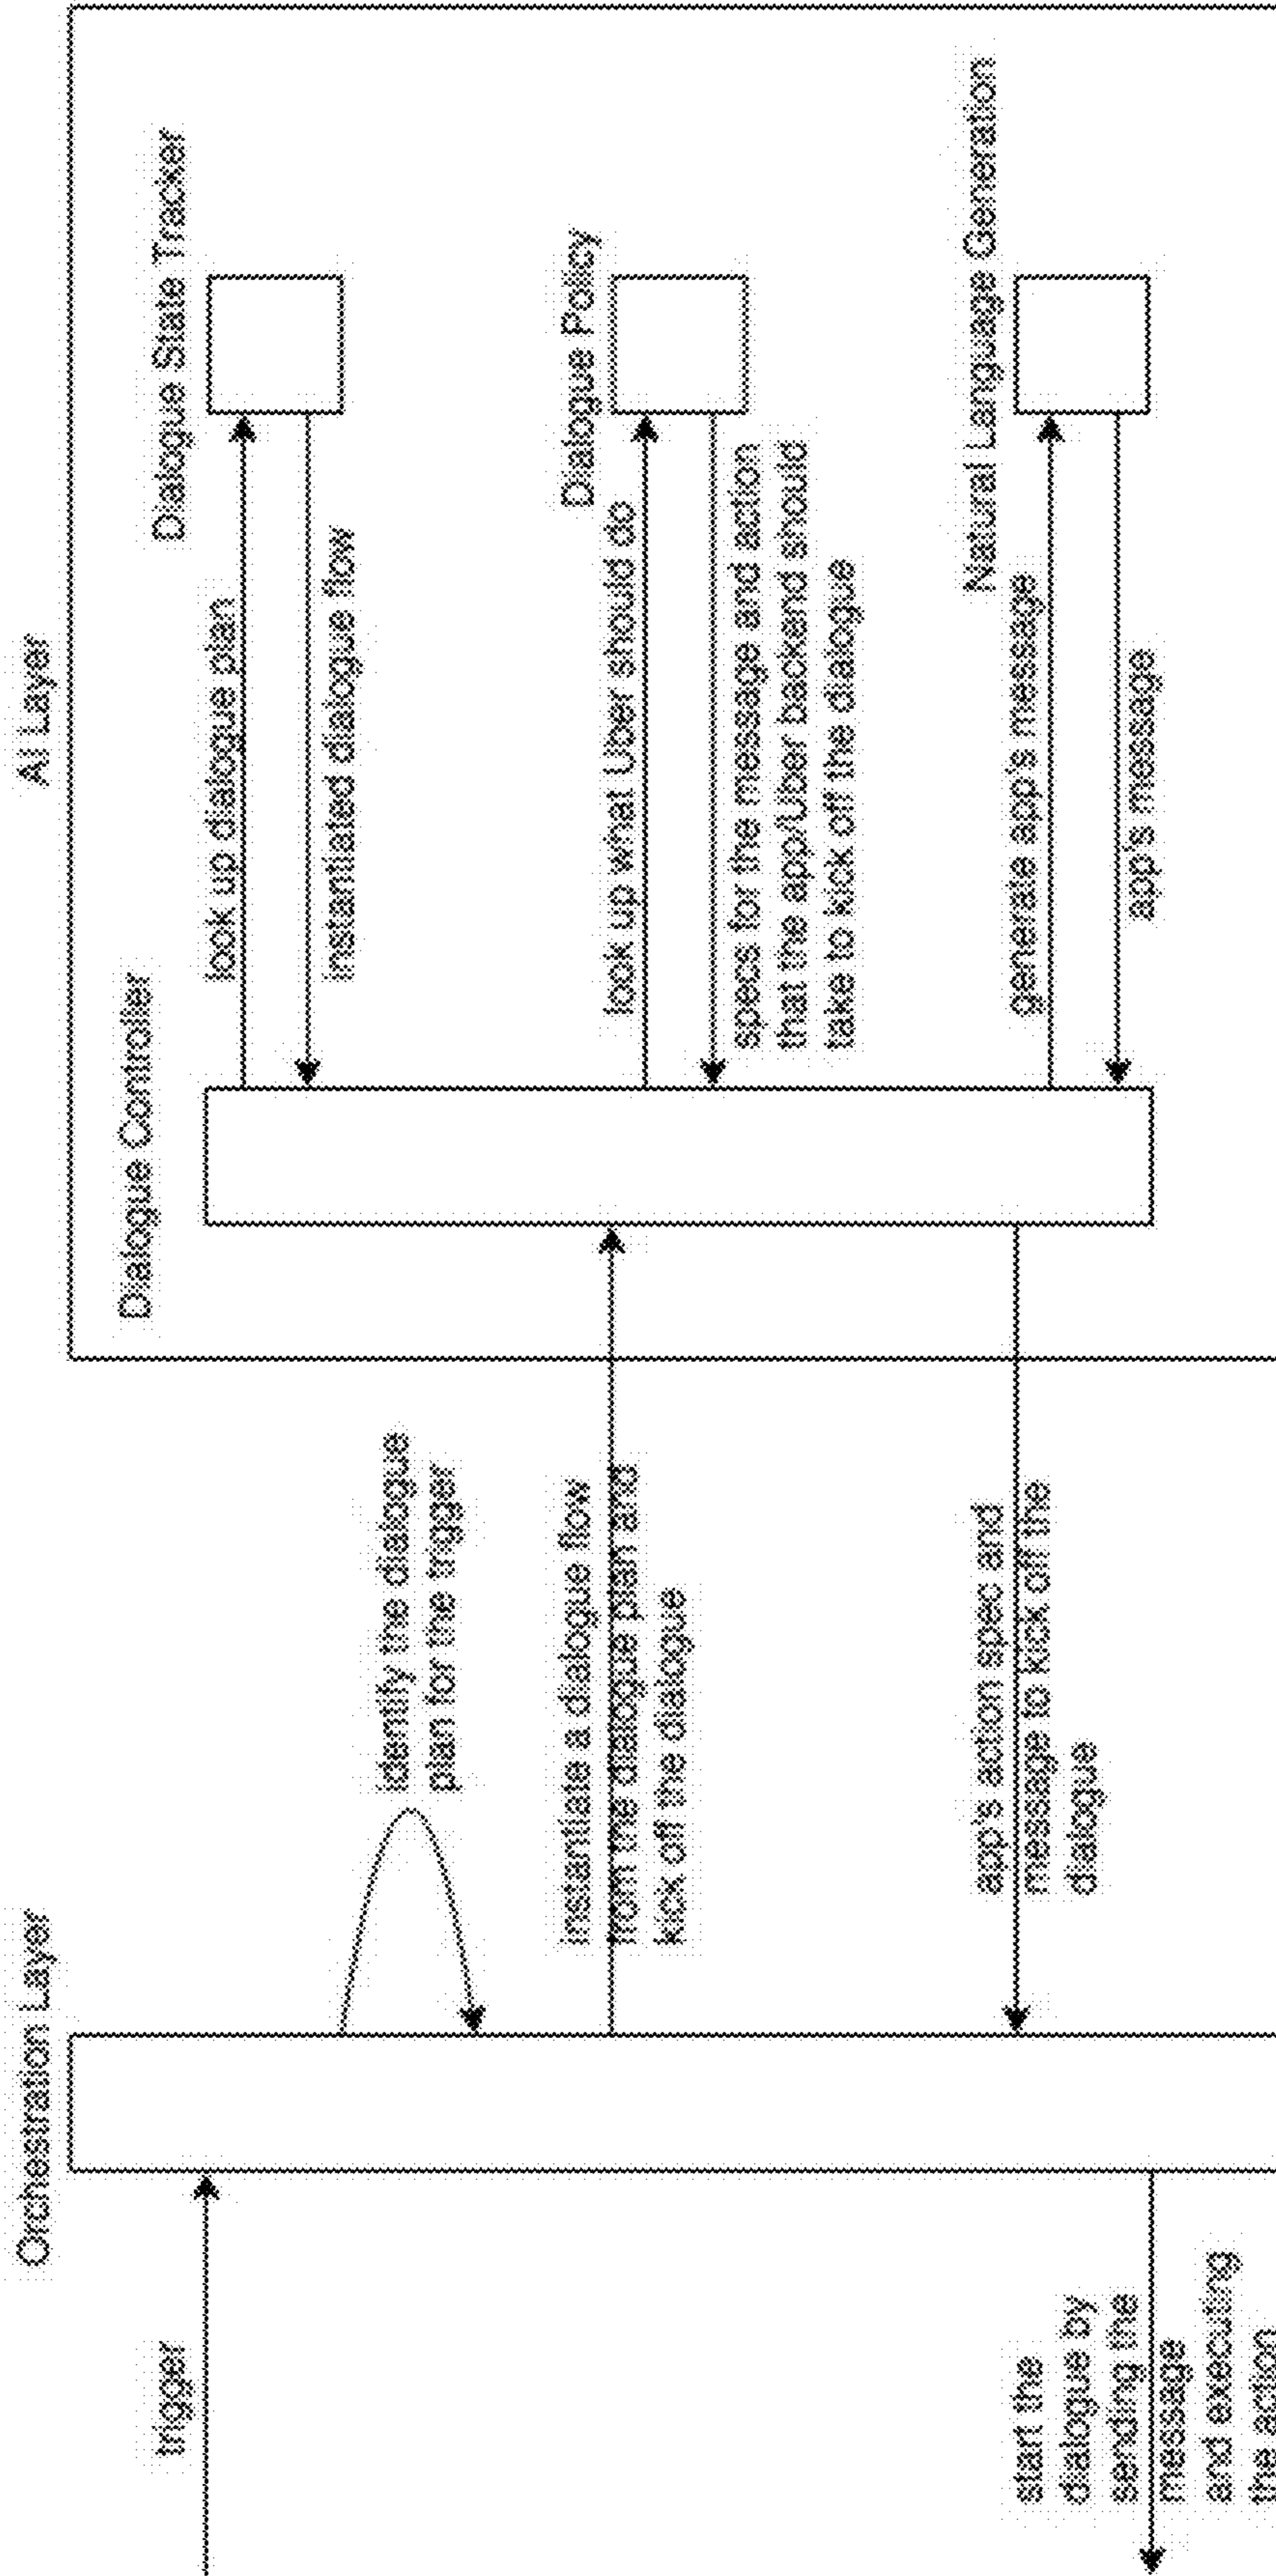 Orchestration Layer
AI Layer
trigger
identify the dialogue
plan for the trigger
Dialogue Controller
Dialogue State Tracker
look up dialogue plan
instantiated dialogue flow
instantiate a dialogue flow
from the dialogue plan and
kick off the dialogue
Dialogue Policy
look up what Uber should do
specs for the message and action
that the app/Uber backend should
take to kick off the dialogue
Natural Language Generation
generate app's message
app's message
app's action spec and
message to kick off the
dialogue
start the
dialogue by
sending the
message
and executing
the action